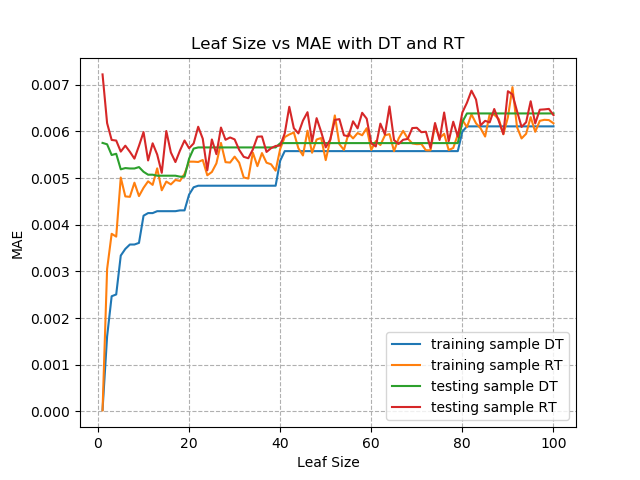 Leaf Size vs MAE with DT and RT
MAE
0.007
0.006
0.005
0.004
0.003
0.002
0.001
0.000
training sample DT
training sample RT
testing sample DT
testing sample RT
0 20 40 60 80 100
Leaf Size